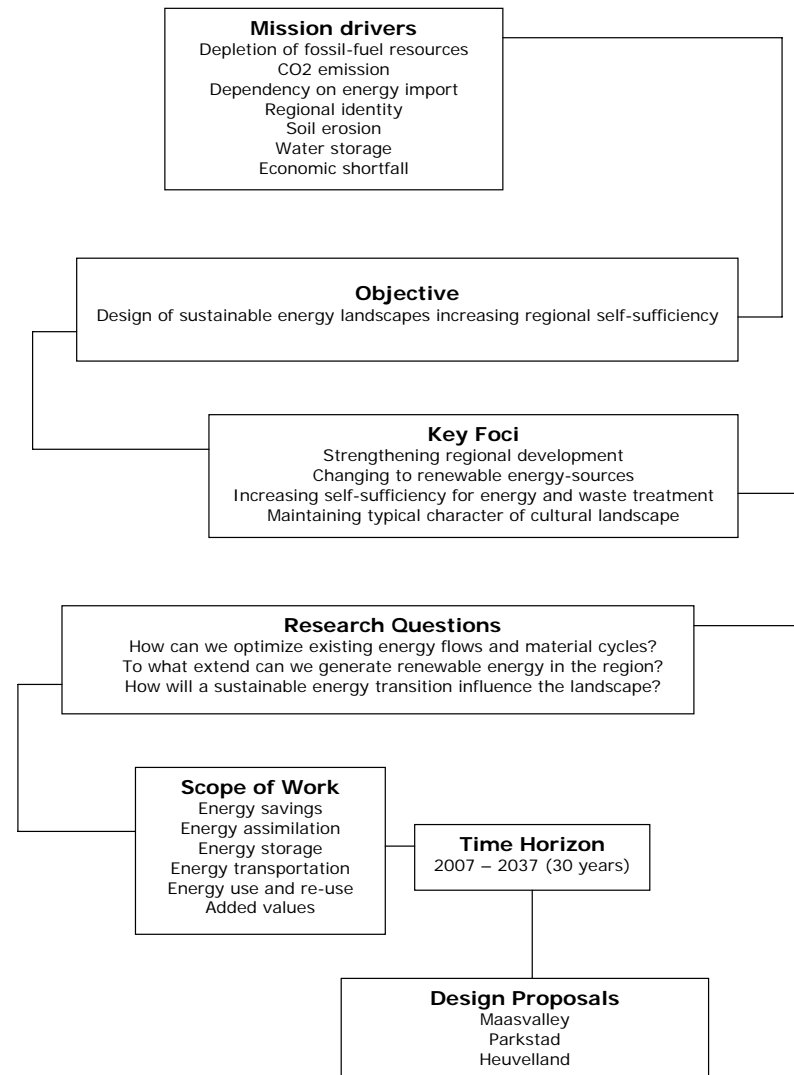 Mission drivers
Depletion of fossil-fuel resources
CO2 emission
Dependency on energy import
Regional identity
Soil erosion
Water storage
Economic shortfall
Objective
Design of sustainable energy landscapes increasing regional self-sufficiency
Key Foci
Strengthening regional development
Changing to renewable energy-sources
Increasing self-sufficiency for energy and waste treatment
Maintaining typical character of cultural landscape
Research Questions
How can we optimize existing energy flows and material cycles?
To what extend can we generate renewable energy in the region?
How will a sustainable energy transition influence the landscape?
Scope of Work
Energy savings
Energy assimilation
Energy storage
Energy transportation
Energy use and re-use
Added values
Time Horizon
2007 – 2037 (30 years)
Design Proposals
Maasvalley
Parkstad
Heuvelland